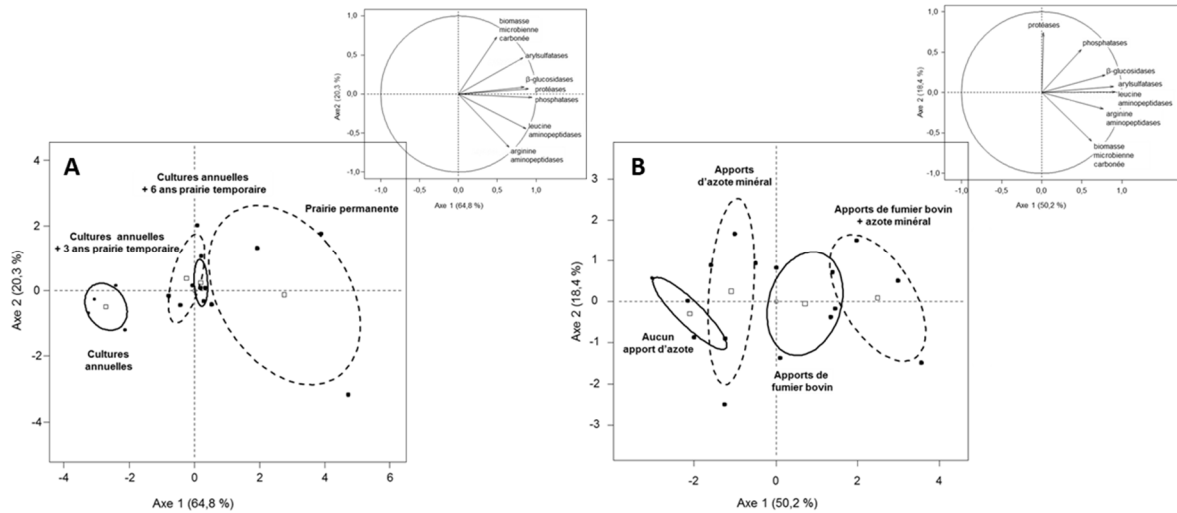 1,0
0,5
0,0
-0,5
-1,0
Axe2 (20,3 %)
biomasse
microbienne
carbonée
arylsulfatases
β-glucosidases
protéases
phosphatases
leucine
aminopeptidases
arginine
aminopeptidases
-1,0
-0,5
0,0
0,5
1,0
Axe 1 (64,8 %)
A
4
2
0
-2
-4
Axe 2 (20,3 %)
Cultures annuelles
+ 6 ans prairie temporaire
Prairie permanente
Cultures annuelles
+ 3 ans prairie temporaire
Cultures
annuelles
-4
-2
0
2
4
6
Axe 1 (64,8 %)
1,0
0,5
0,0
-0,5
-1,0
Axe 2 (18,4 %)
protéases
phosphatases
β-glucosidases
arylsulfatases
leucine
aminopeptidases
arginine
aminopeptidases
biomasse
microbienne
carbonée
-1,0
-0,5
0,0
0,5
1,0
Axe 1 (50,2 %)
B
3
2
1
0
-1
-2
-3
Axe 2 (18,4 %)
Apports
d'azote minéral
Apports de fumier bovin
+ azote minéral
Aucun
apport d'azote
Apports de
fumier bovin
-2
0
2
4
Axe 1 (50,2 %)